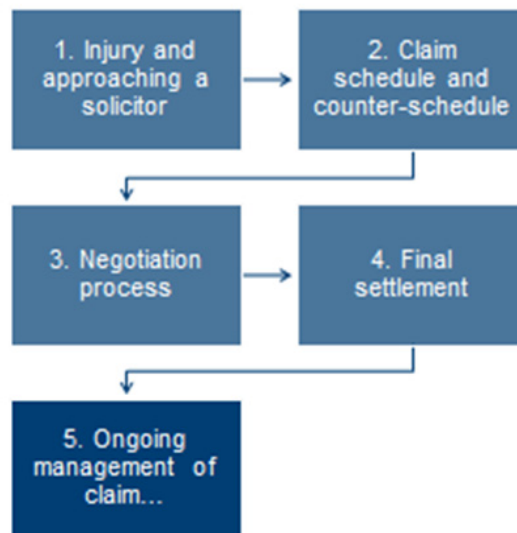 1. Injury and
approaching a
solicitor
2. Claim
schedule and
counter-schedule
3. Negotiation
process
4. Final
settlement
5. Ongoing
management of
claim...